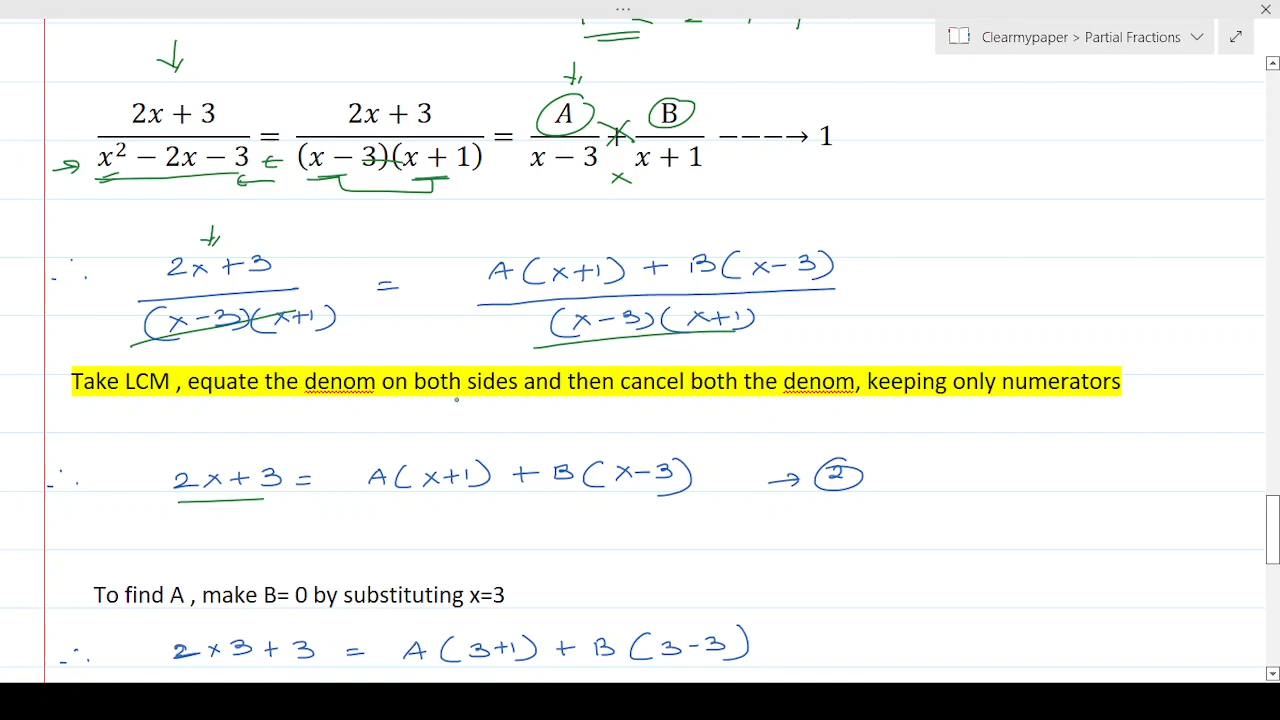 Clearmypaper > Partial Fractions
2x + 3 / x² − 2x − 3 = 2x + 3 / (x − 3)(x + 1) = A / x − 3 + B / x + 1 −−−−→ 1
∴ 2x + 3 / (x−3)(x+1) = A(x+1) + B(x−3) / (x−3)(x+1)
Take LCM , equate the denom on both sides and then cancel both the denom, keeping only numerators
∴ 2x+3 = A(x+1) + B(x−3) → 2
To find A , make B= 0 by substituting x=3
∴ 2×3+3 = A(3+1) + B(3−3)